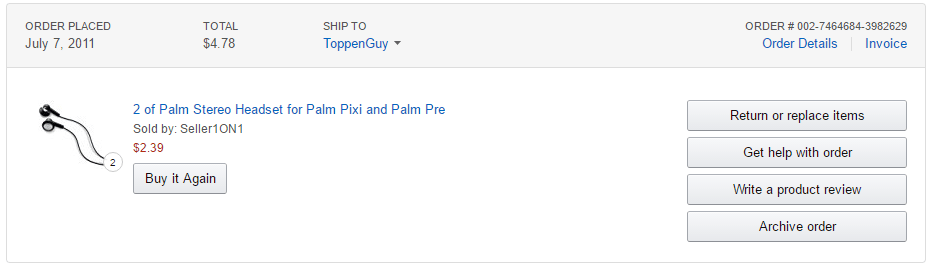 ORDER PLACED
July 7, 2011
TOTAL
$4.78
SHIP TO
ToppenGuy
ORDER # 002-7464684-3982629
Order Details
Invoice
2 of Palm Stereo Headset for Palm Pixi and Palm Pre
Sold by: Seller1ON1
$2.39
2
Buy it Again
Return or replace items
Get help with order
Write a product review
Archive order